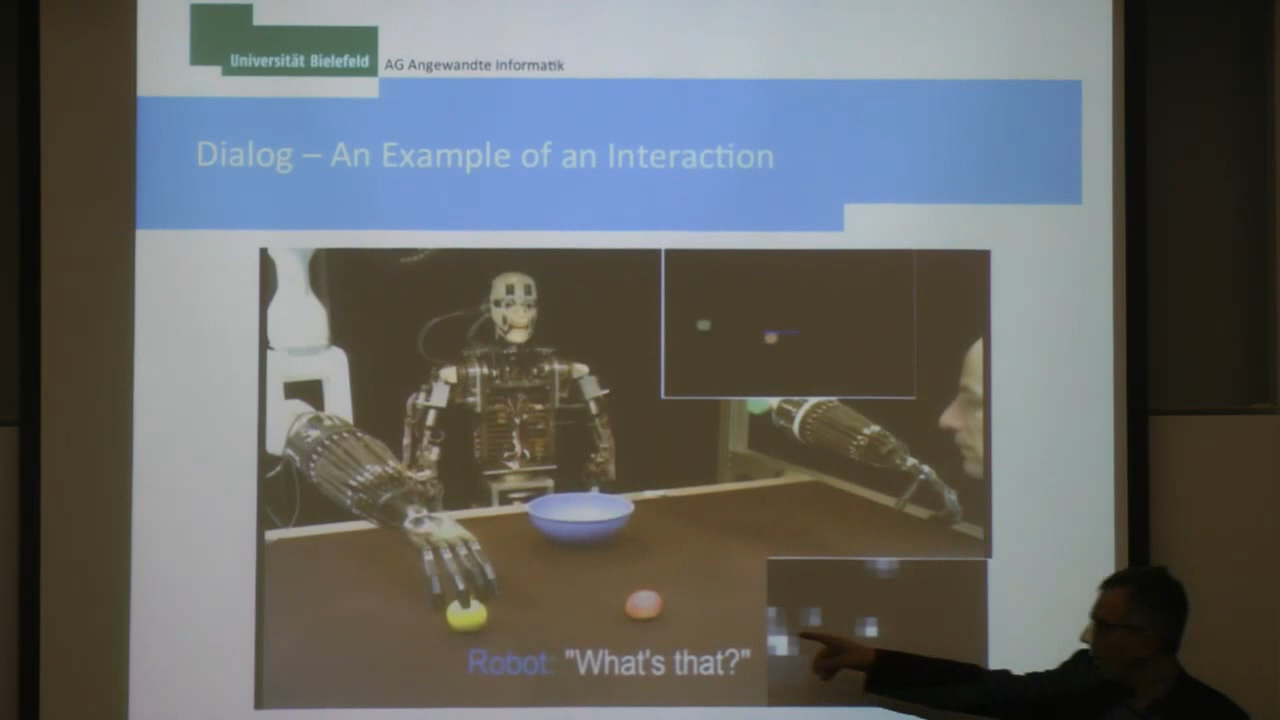 Universität Bielefeld
AG Angewandte Informatik
Dialog – An Example of an Interaction
Robot: "What's that?"